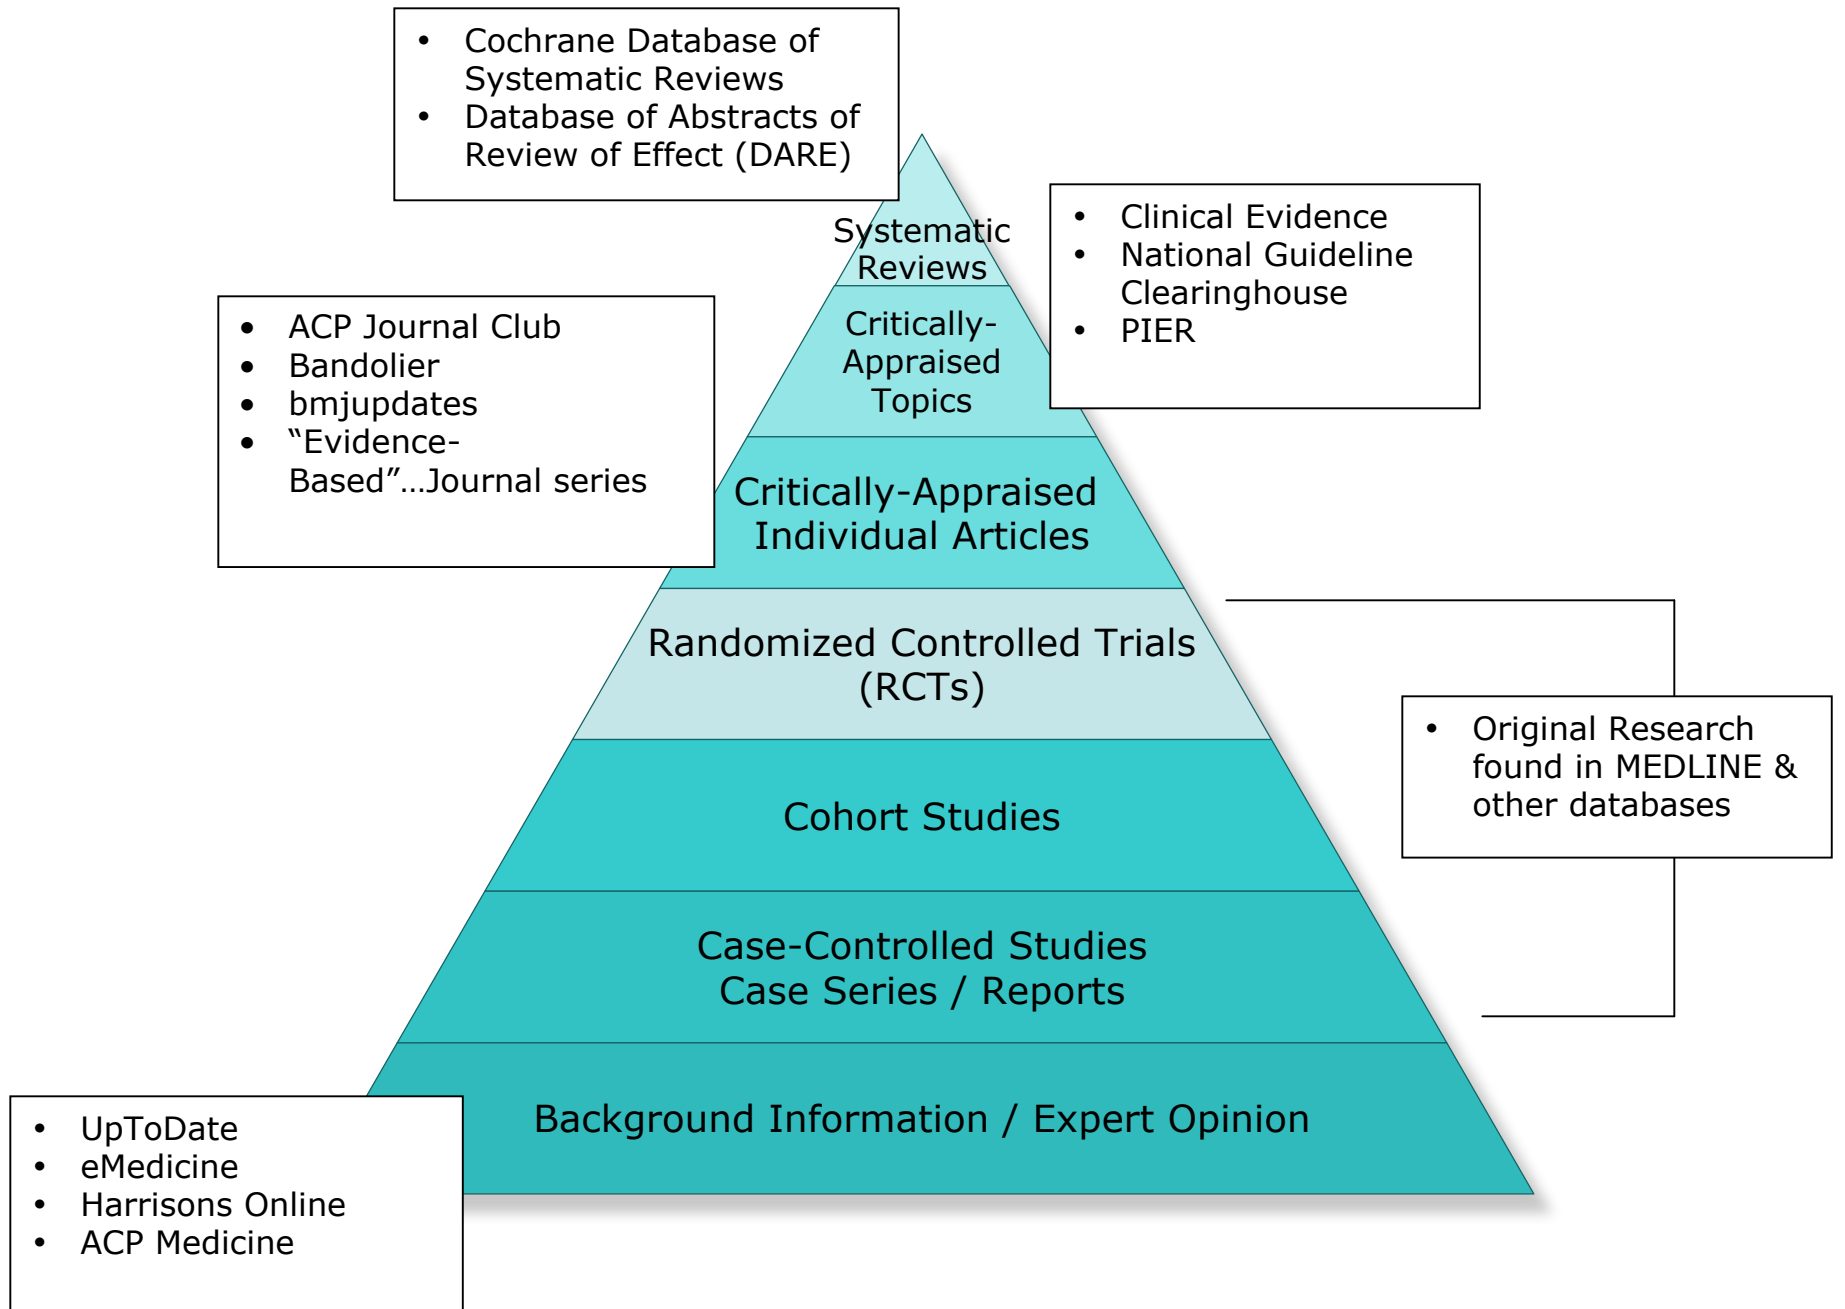 • Cochrane Database of
Systematic Reviews
• Database of Abstracts of
Review of Effect (DARE)
Systematic
Reviews
• Clinical Evidence
• National Guideline
Clearinghouse
• PIER
• ACP Journal Club
• Bandolier
• bmjupdates
• “Evidence-
Based”…Journal series
Critically-
Appraised
Topics
Critically-Appraised
Individual Articles
Randomized Controlled Trials
(RCTs)
• Original Research
found in MEDLINE &
other databases
Cohort Studies
Case-Controlled Studies
Case Series / Reports
Background Information / Expert Opinion
• UpToDate
• eMedicine
• Harrisons Online
• ACP Medicine